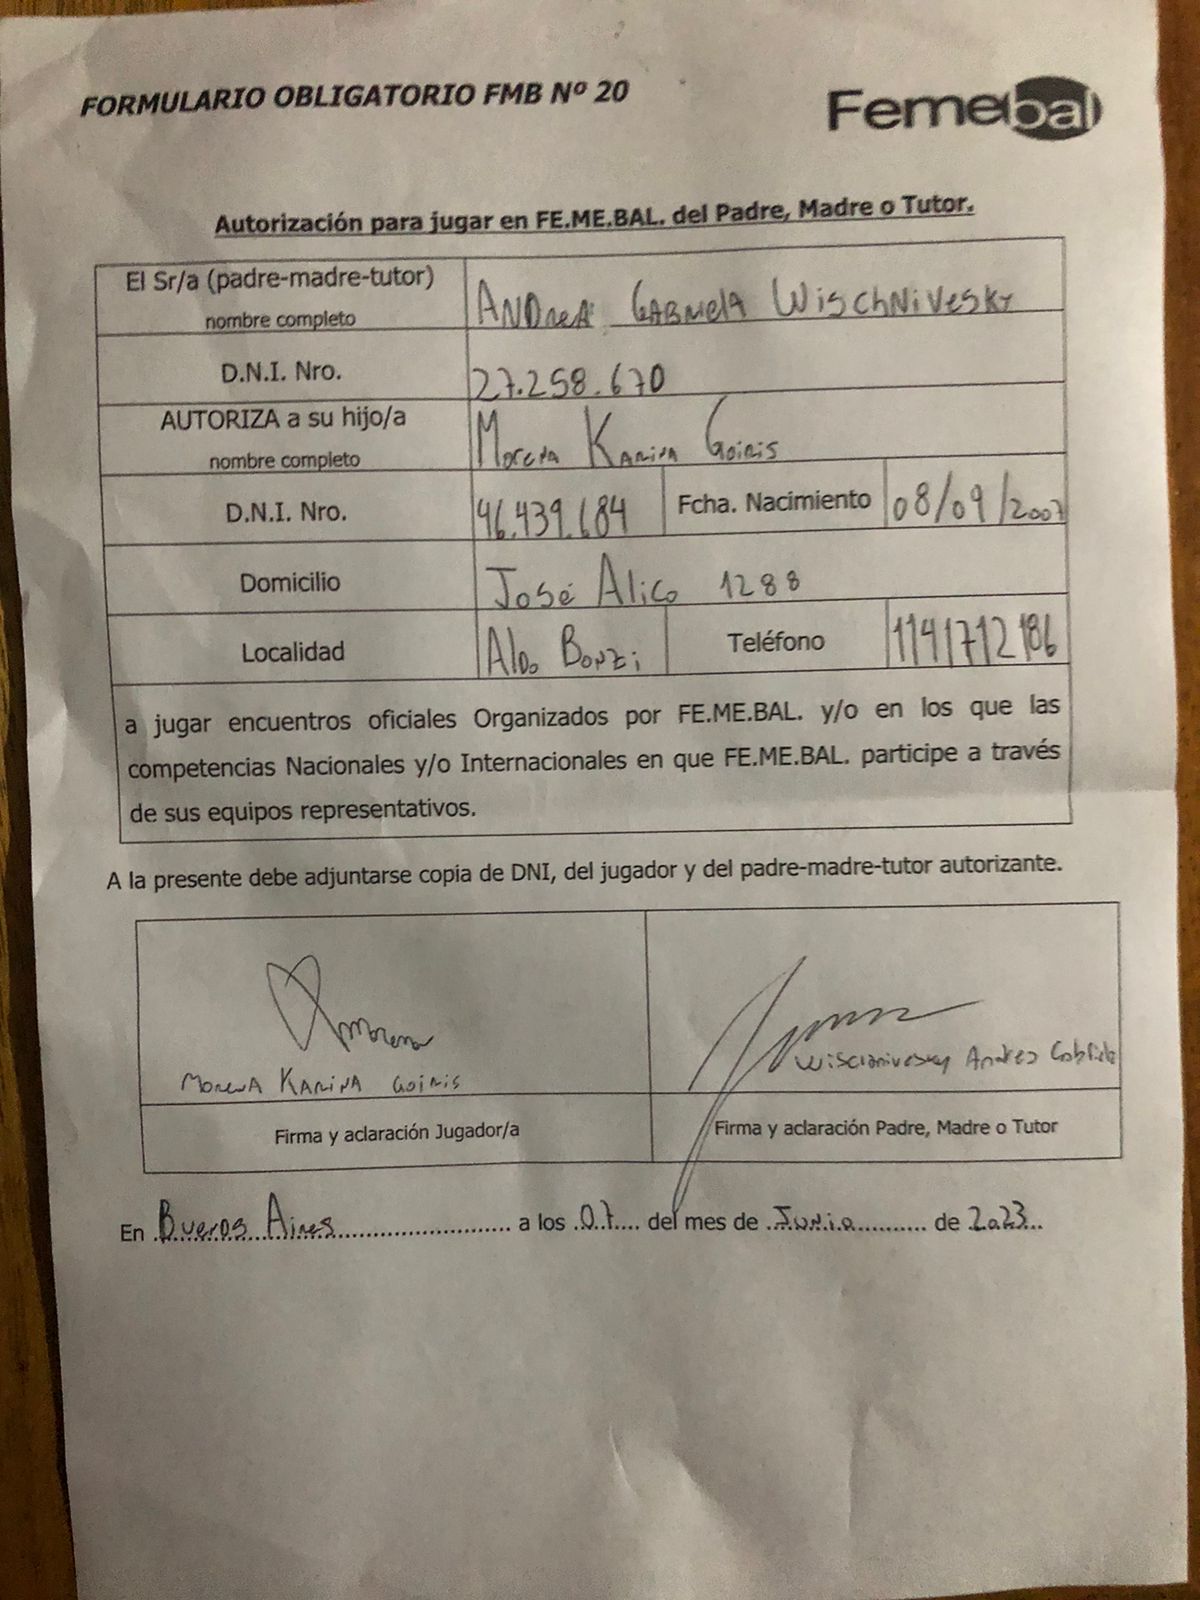 FORMULARIO OBLIGATORIO FMB Nº 20
Femebal
Autorización para jugar en FE.ME.BAL. del Padre, Madre o Tutor.
El Sr/a (padre-madre-tutor)
nombre completo
ANDREA GABRIELA WISCHNIVESKY
D.N.I. Nro.
27.258.670
AUTORIZA a su hijo/a
nombre completo
Morena Karina Goiris
D.N.I. Nro.
46.439.684
Fcha. Nacimiento
08/09/2007
Domicilio
José Alico 1288
Localidad
Aldo Bonzi
Teléfono
1141712186
a jugar encuentros oficiales Organizados por FE.ME.BAL. y/o en los que las
competencias Nacionales y/o Internacionales en que FE.ME.BAL. participe a través
de sus equipos representativos.
A la presente debe adjuntarse copia de DNI, del jugador y del padre-madre-tutor autorizante.
Morena
MORENA KARINA GOIRIS
Andrea Gabriela
Firma y aclaración Jugador/a
Firma y aclaración Padre, Madre o Tutor
En Buenos Aires a los 07 del mes de Junio de 2023